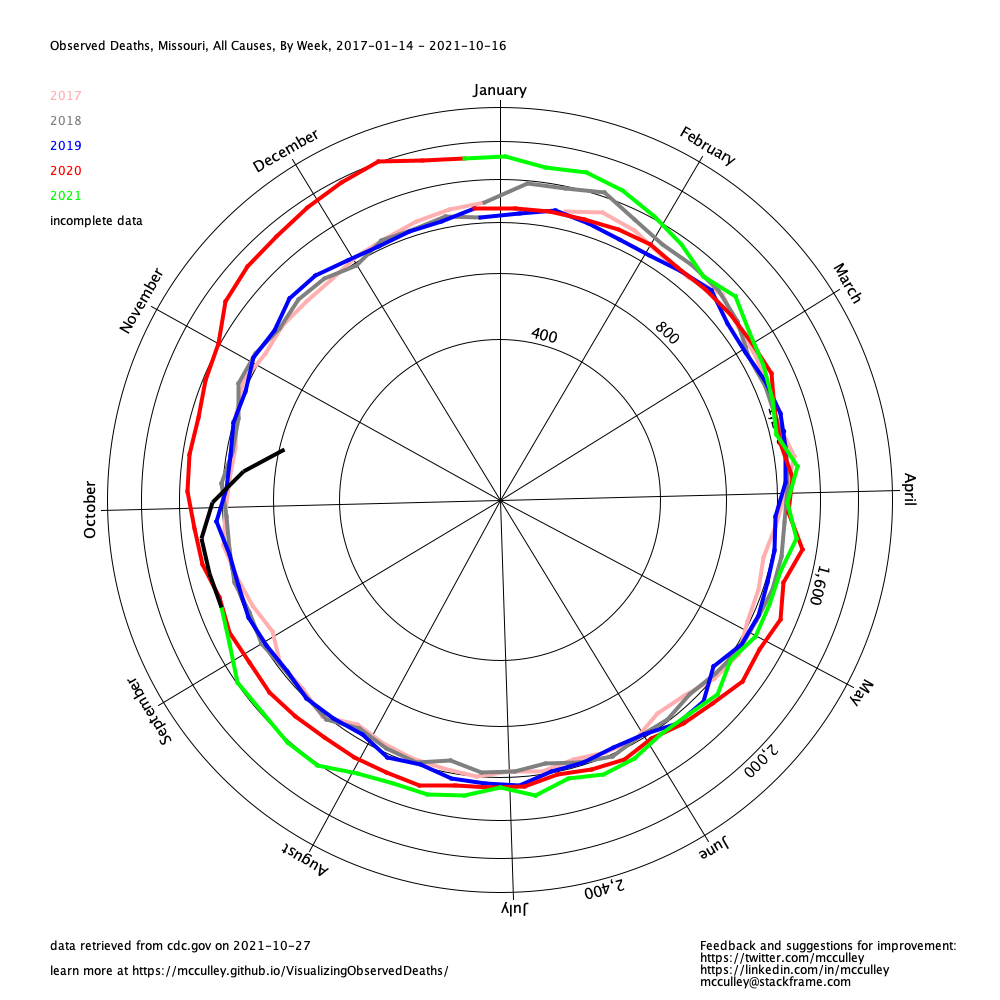 Observed Deaths, Missouri, All Causes, By Week, 2017-01-14 - 2021-10-16
2017
2018
2019
2020
2021
incomplete data
January
February
March
April
May
June
July
August
September
October
November
December
400
800
1,600
2,000
2,400
data retrieved from cdc.gov on 2021-10-27
learn more at https://mcculley.github.io/VisualizingObservedDeaths/
Feedback and suggestions for improvement:
https://twitter.com/mcculley
https://linkedin.com/in/mcculley
mcculley@stackframe.com